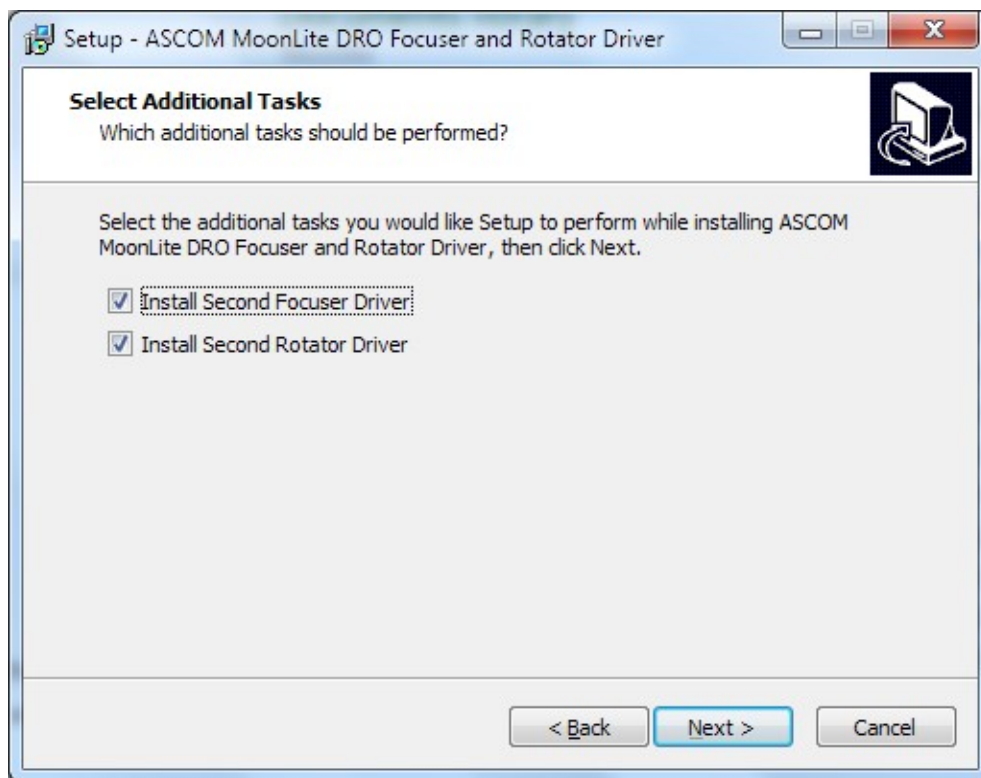 Setup - ASCOM MoonLite DRO Focuser and Rotator Driver
Select Additional Tasks
Which additional tasks should be performed?
Select the additional tasks you would like Setup to perform while installing ASCOM
MoonLite DRO Focuser and Rotator Driver, then click Next.
Install Second Focuser Driver
Install Second Rotator Driver
< Back Next > Cancel